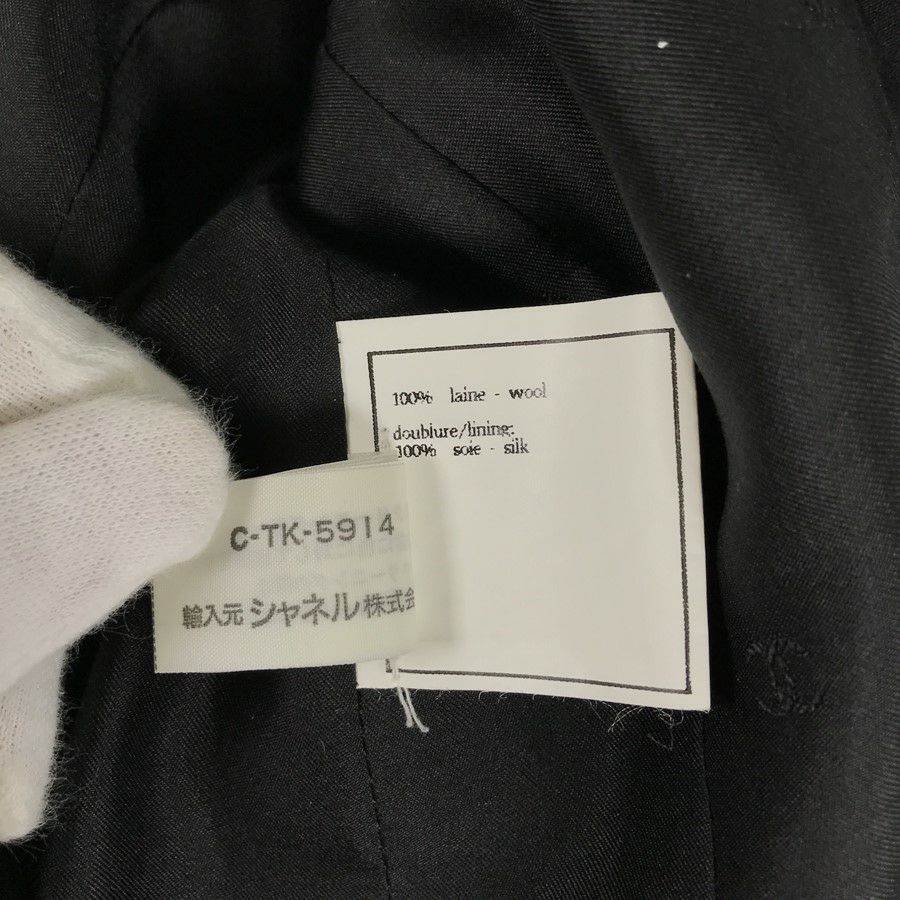 100% laine - wool
doublure/lining:
100% soie - silk
C-TK-5914
輸入元 シャネル株式会